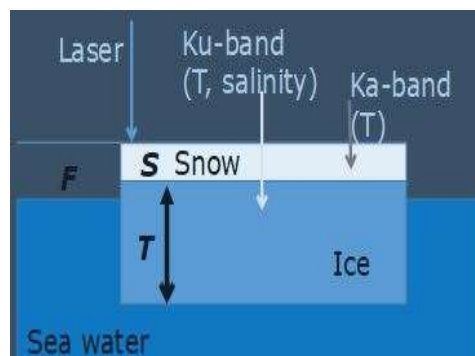 Laser
Ku-band
(T, salinity)
Ka-band
(T)
S Snow
F
T
Ice
Sea water